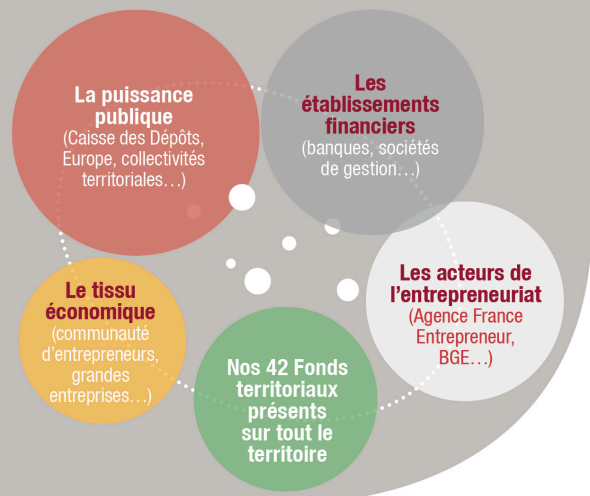 La puissance
publique
(Caisse des Dépôts,
Europe, collectivités
territoriales…)
Les
établissements
financiers
(banques, sociétés
de gestion…)
Les acteurs de
l’entrepreneuriat
(Agence France
Entrepreneur,
BGE…)
Le tissu
économique
(communauté
d’entrepreneurs,
grandes
entreprises…)
Nos 42 Fonds
territoriaux
présents
sur tout le
territoire